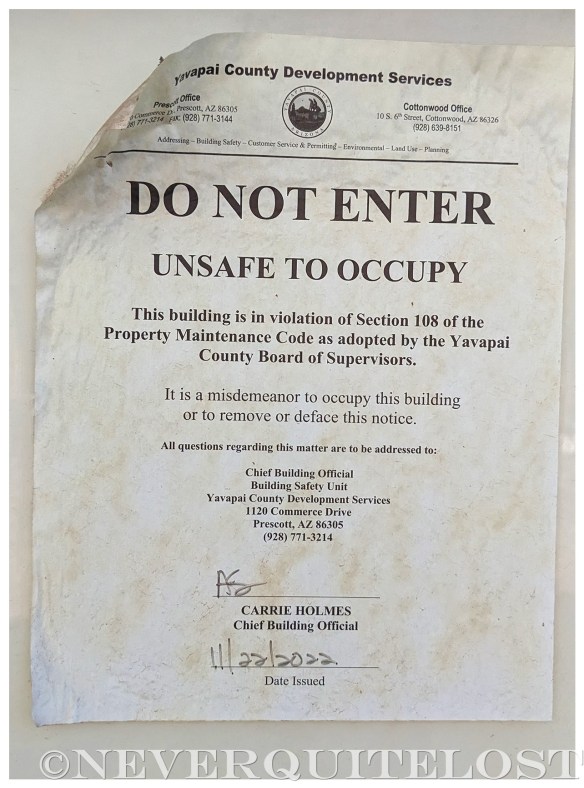 Yavapai County Development Services
Prescott Office
Commerce D Prescott, AZ 86305
771-3214 FAX (928) 771-3144
Cottonwood Office
10 S. 6th Street, Cottonwood, AZ 86326
(928) 639-8151
YAVAPAI COUNTY
ARIZONA
Addressing – Building Safety – Customer Service & Permitting – Environmental – Land Use – Planning
DO NOT ENTER
UNSAFE TO OCCUPY
This building is in violation of Section 108 of the
Property Maintenance Code as adopted by the Yavapai
County Board of Supervisors.
It is a misdemeanor to occupy this building
or to remove or deface this notice.
All questions regarding this matter are to be addressed to:
Chief Building Official
Building Safety Unit
Yavapai County Development Services
1120 Commerce Drive
Prescott, AZ 86305
(928) 771-3214
CARRIE HOLMES
Chief Building Official
11/22/2022
Date Issued
©NEVERQUITELOST